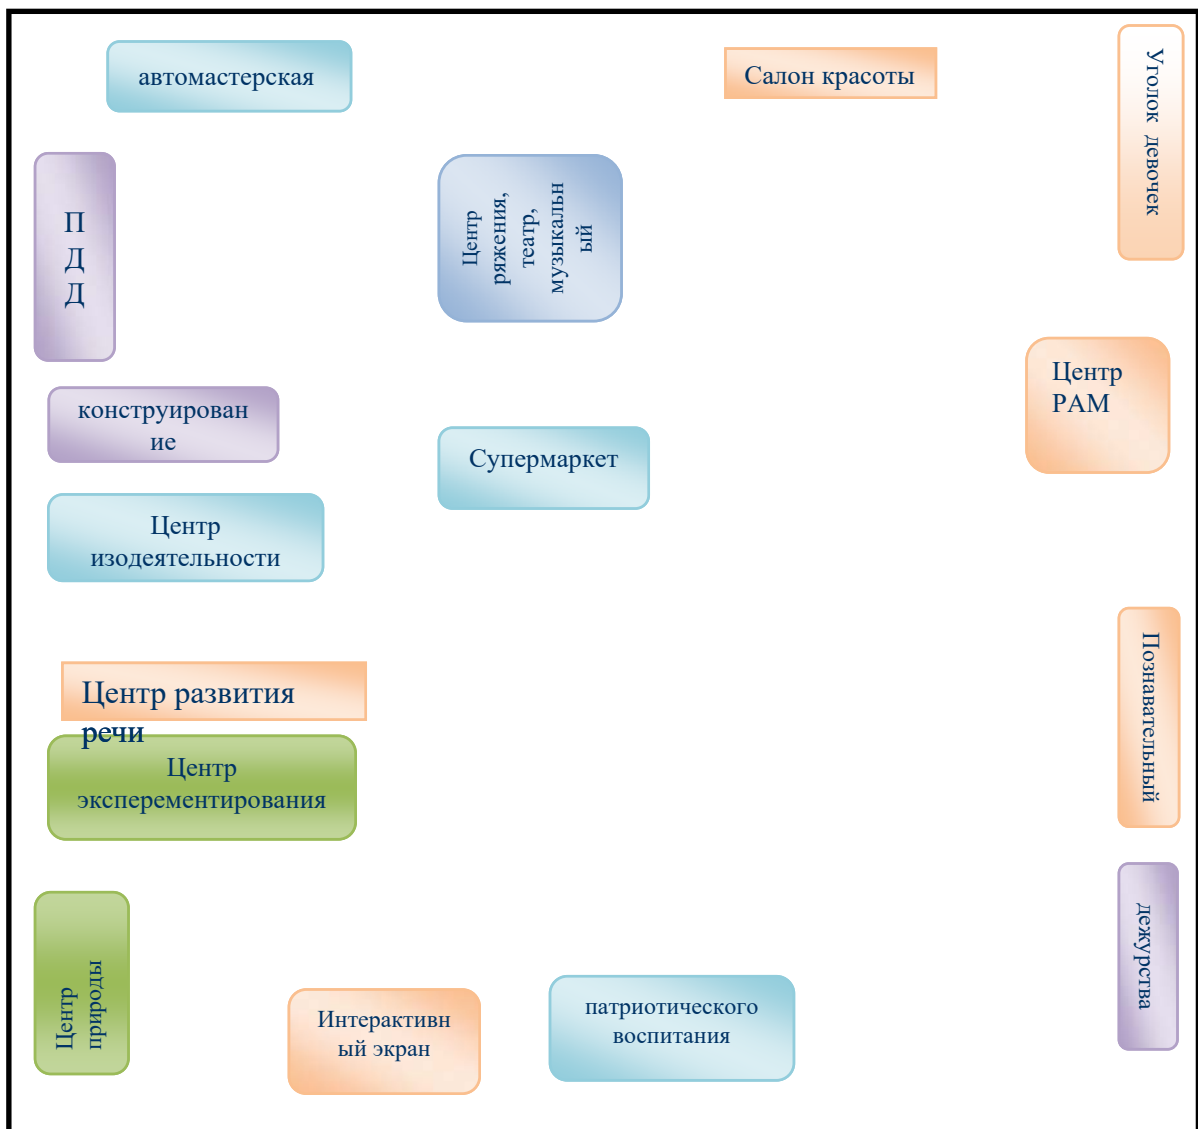 автомастерская
Салон красоты
Уголок девочек
П
Д
Д
Центр
ряжения,
театр,
музыкальн
ый
Центр
РАМ
конструирован
ие
Супермаркет
Центр
изодеятельности
Познавательный
Центр развития
речи
Центр
эксперементирования
дежурства
Центр
природы
Интерактивн
ый экран
патриотического
воспитания